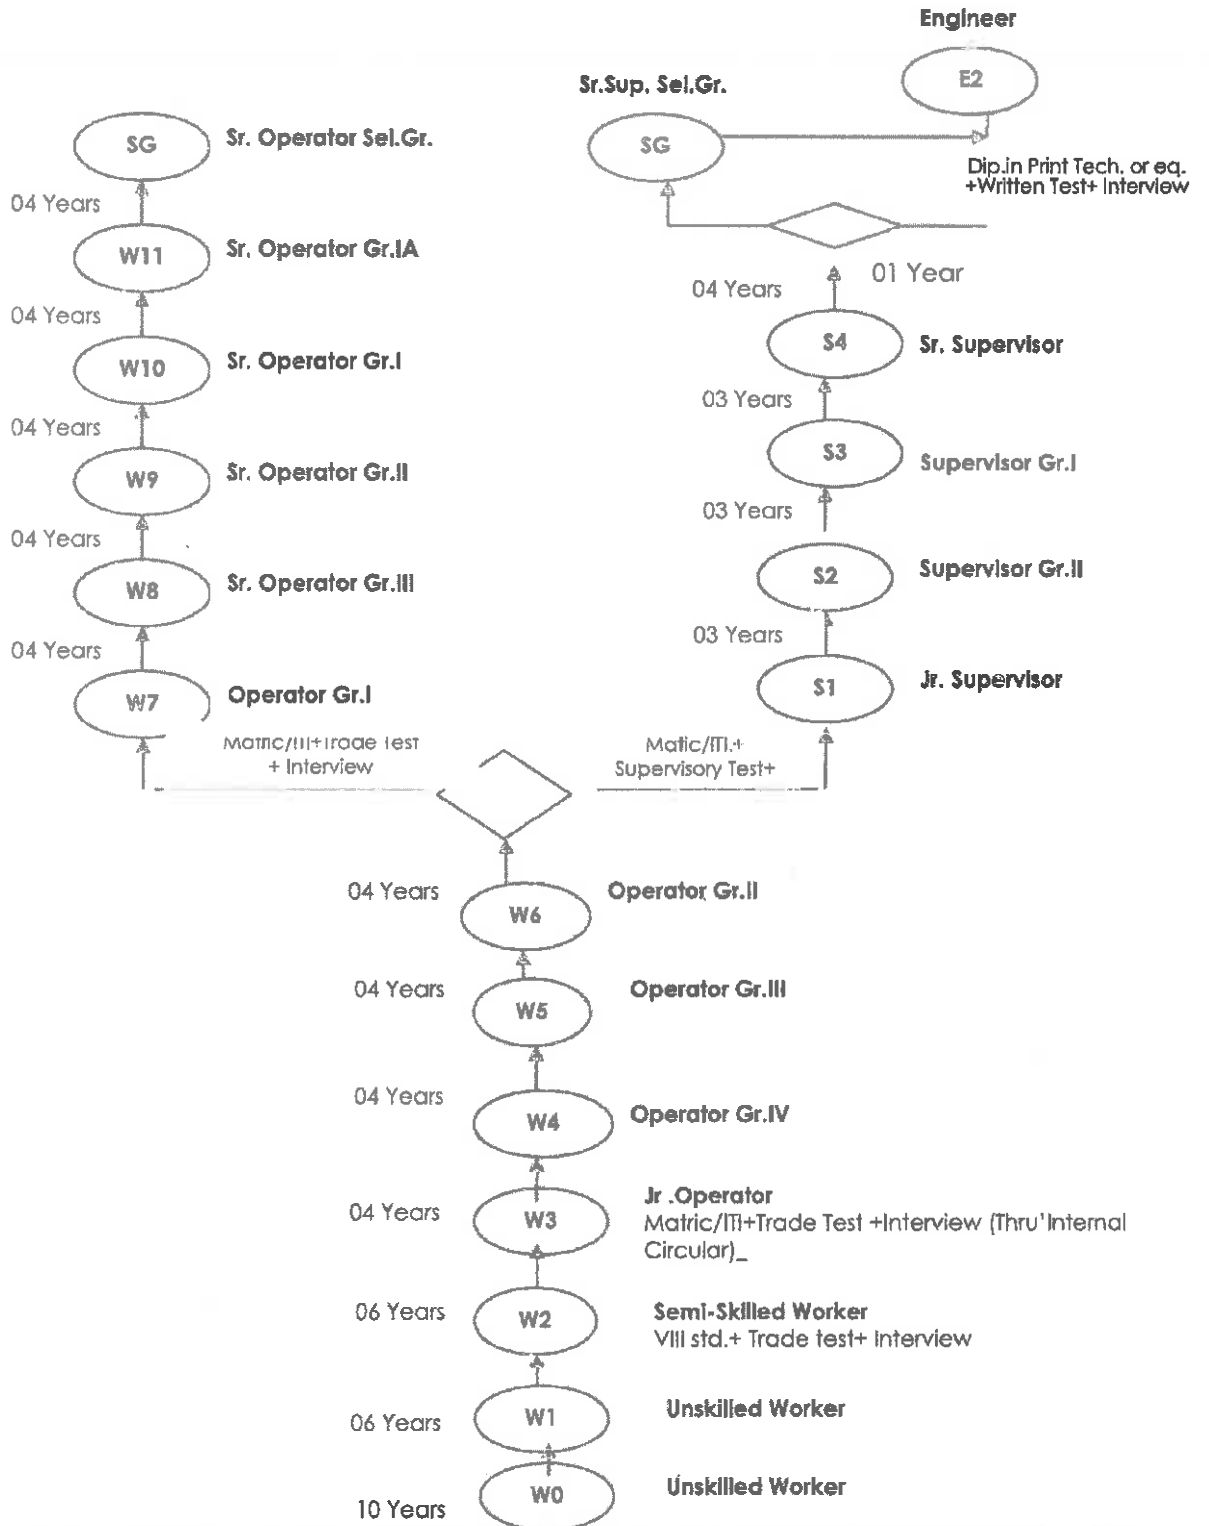 Engineer
E2
Sr.Sup. Sel.Gr.
SG
Dip.in Print Tech. or eq.
+Written Test+ Interview
SG
Sr. Operator Sel.Gr.
04 Years
W11
Sr. Operator Gr.IA
04 Years
W10
Sr. Operator Gr.I
04 Years
W9
Sr. Operator Gr.II
04 Years
W8
Sr. Operator Gr.III
04 Years
W7
Operator Gr.I
Matric/ITI+Trade Test
+ Interview
04 Years
01 Year
S4
Sr. Supervisor
03 Years
S3
Supervisor Gr.I
03 Years
S2
Supervisor Gr.II
03 Years
S1
Jr. Supervisor
Matic/ITI.+
Supervisory Test+
04 Years
W6
Operator Gr.II
04 Years
W5
Operator Gr.III
04 Years
W4
Operator Gr.IV
04 Years
W3
Jr .Operator
Matric/ITI+Trade Test +Interview (Thru'Internal
Circular)_
06 Years
W2
Semi-Skilled Worker
VIII std.+ Trade test+ Interview
06 Years
W1
Unskilled Worker
10 Years
W0
Unskilled Worker